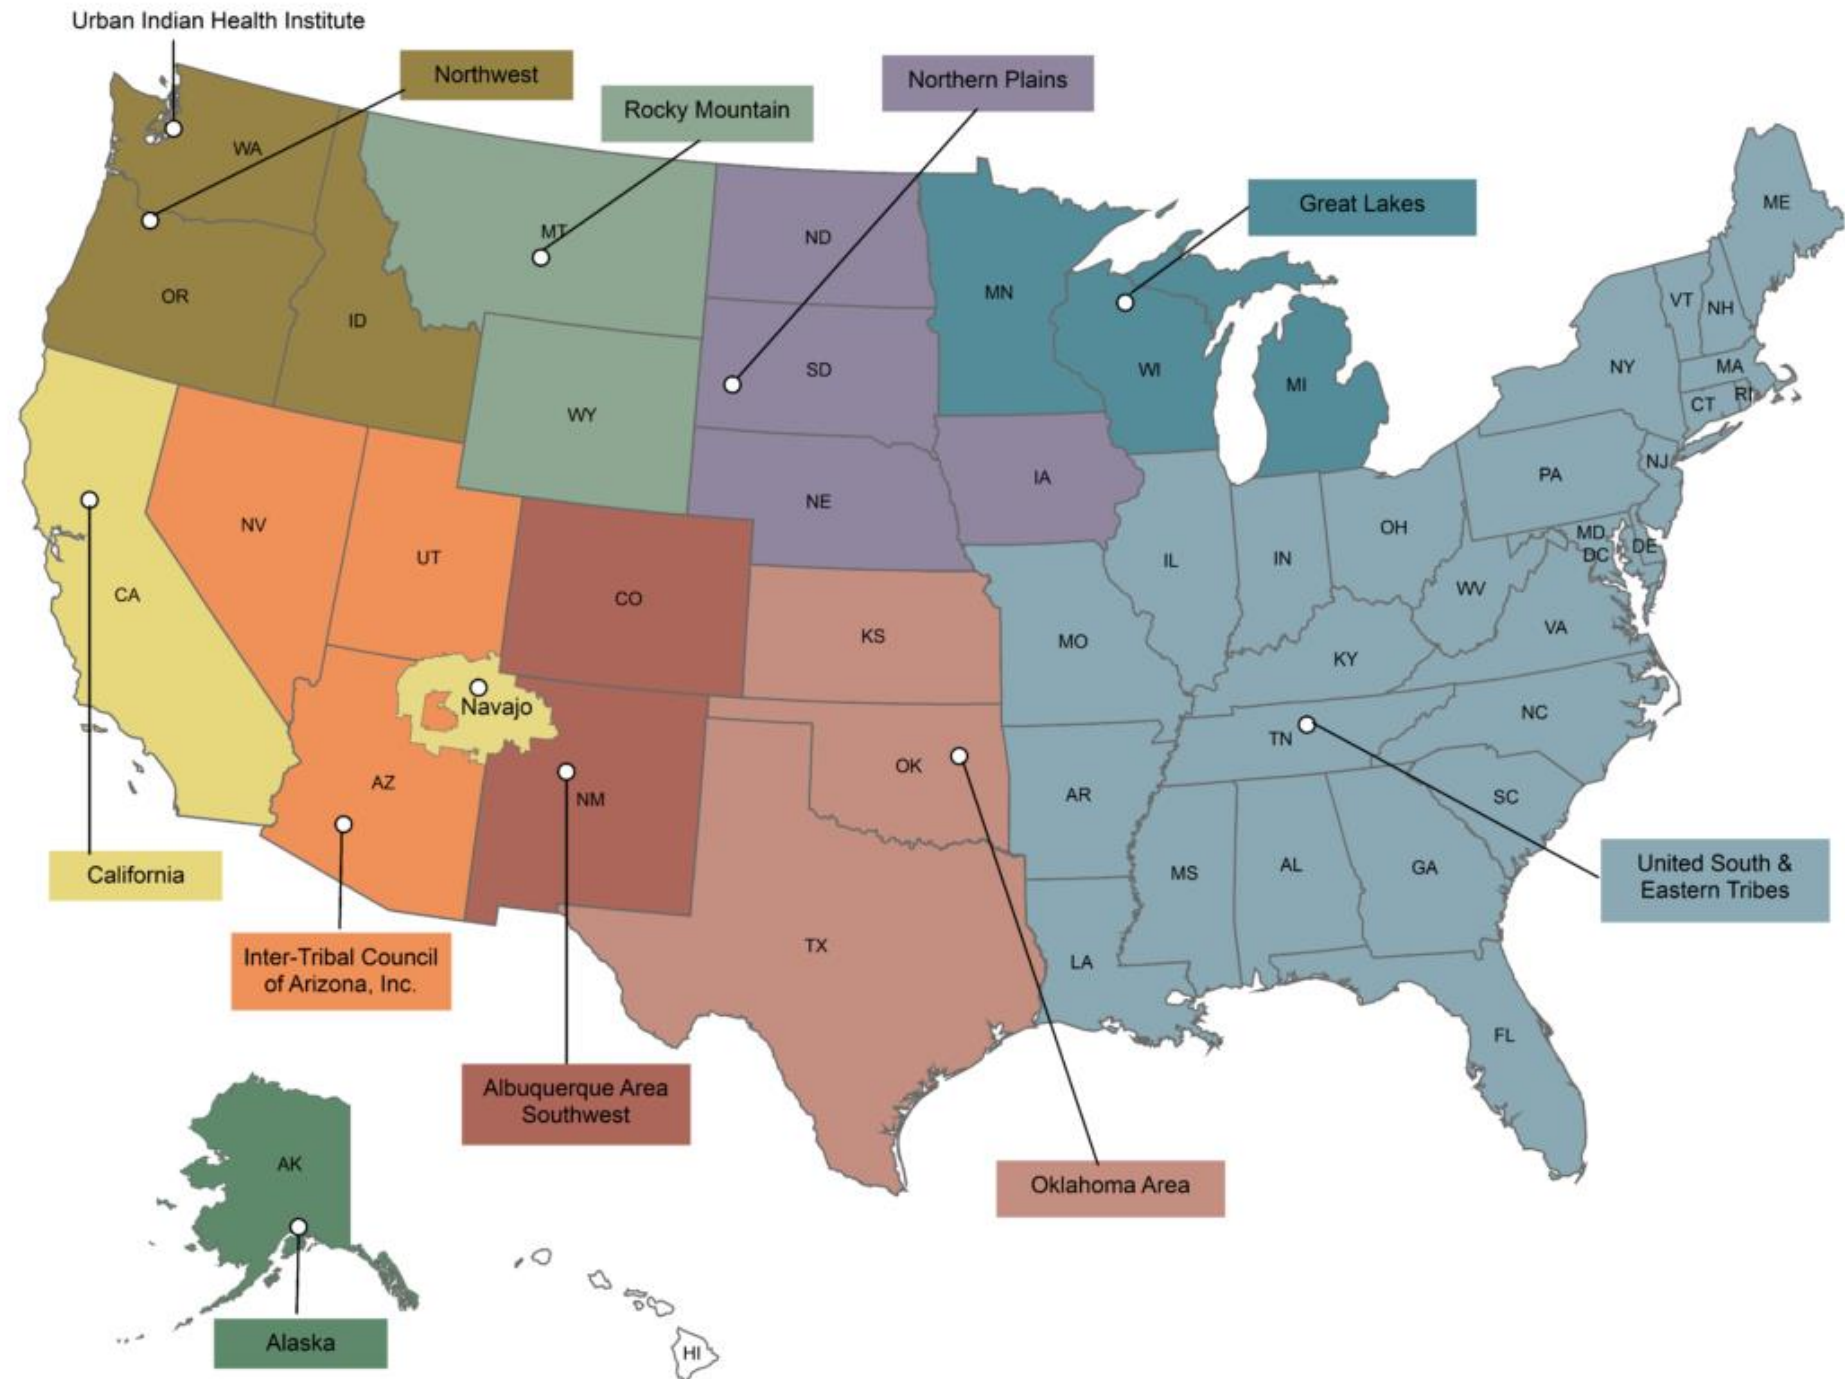 Urban Indian Health Institute
Northwest
Rocky Mountain
Northern Plains
Great Lakes
WA
OR
ID
MT
WY
ND
SD
NE
IA
MN
WI
MI
ME
VT
NH
NY
MA
RI
CT
PA
NJ
MD
DC
DE
OH
IN
IL
WV
VA
KY
MO
KS
CO
UT
NV
CA
Navajo
AZ
NM
OK
AR
TN
NC
SC
MS
AL
GA
TX
LA
FL
California
Inter-Tribal Council
of Arizona, Inc.
Albuquerque Area
Southwest
Oklahoma Area
United South &
Eastern Tribes
AK
Alaska
HI